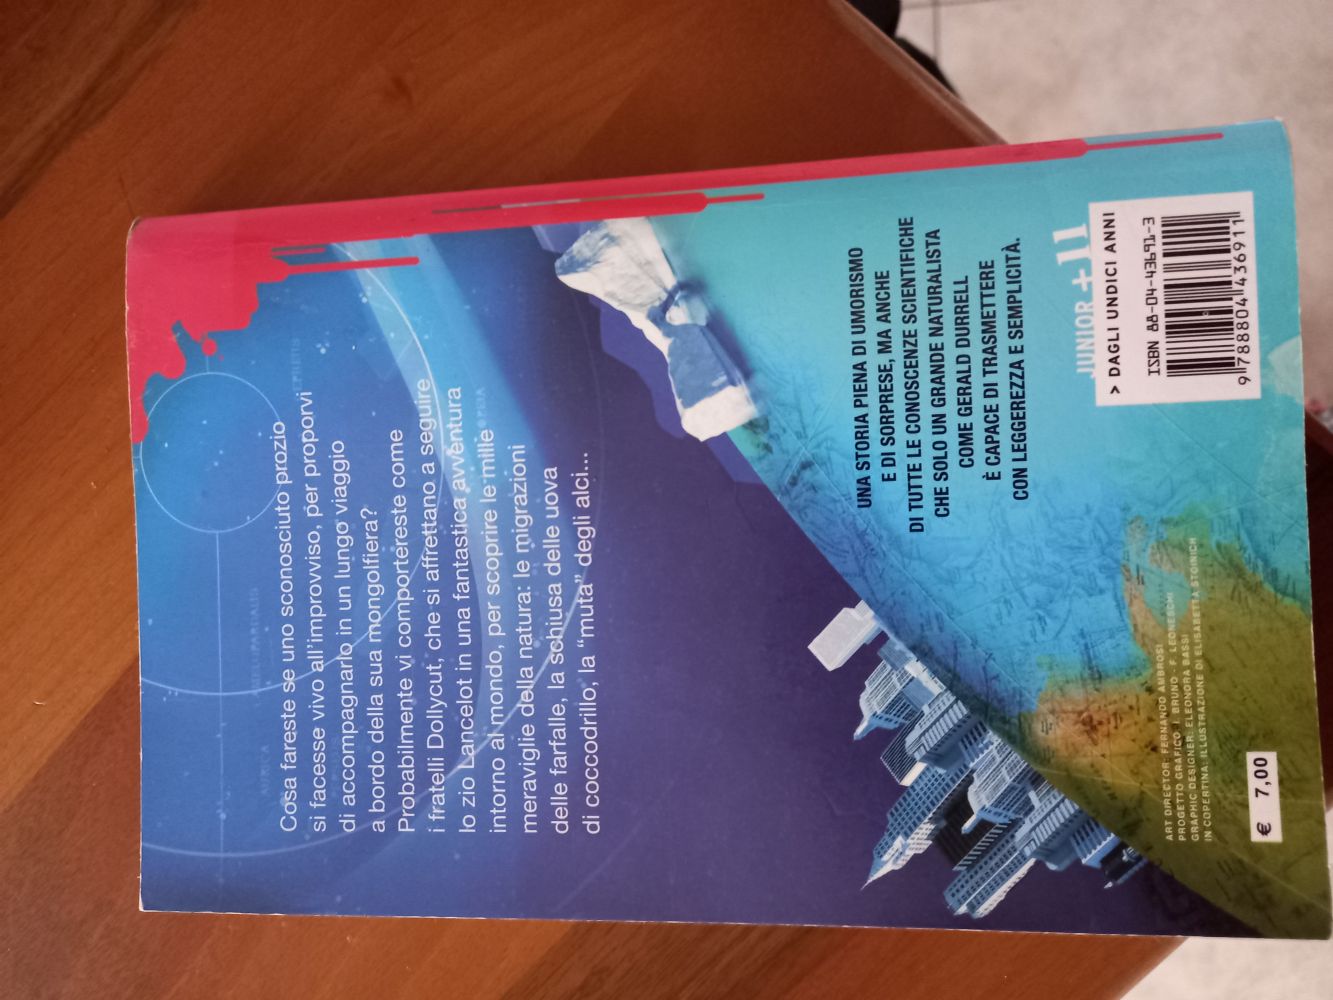 Cosa fareste se uno sconosciuto prozio
si facesse vivo all'improvviso, per proporvi
di accompagnarlo in un lungo viaggio
a bordo della sua mongolfiera?
Probabilmente vi comportereste come
i fratelli Dollycut, che si affrettano a seguire
lo zio Lancelot in una fantastica avventura
intorno al mondo, per scoprire le mille
meraviglie della natura: le migrazioni
delle farfalle, la schiusa delle uova
di coccodrillo, la "muta" degli alci...
UNA STORIA PIENA DI UMORISMO
E DI SORPRESE, MA ANCHE
DI TUTTE LE CONOSCENZE SCIENTIFICHE
CHE SOLO UN GRANDE NATURALISTA
COME GERALD DURRELL
È CAPACE DI TRASMETTERE
CON LEGGEREZZA E SEMPLICITÀ.
JUNIOR +11
> DAGLI UNDICI ANNI
ISBN 88-04-43691-3
9 788804 436911
ART DIRECTOR: FERNANDO AMBROSI
PROGETTO GRAFICO: I. BRUNO - F. LEONESCHI
GRAPHIC DESIGNER: ELEONORA BASSI
IN COPERTINA: ILLUSTRAZIONE DI ELISABETTA STOINICH
€ 7,00